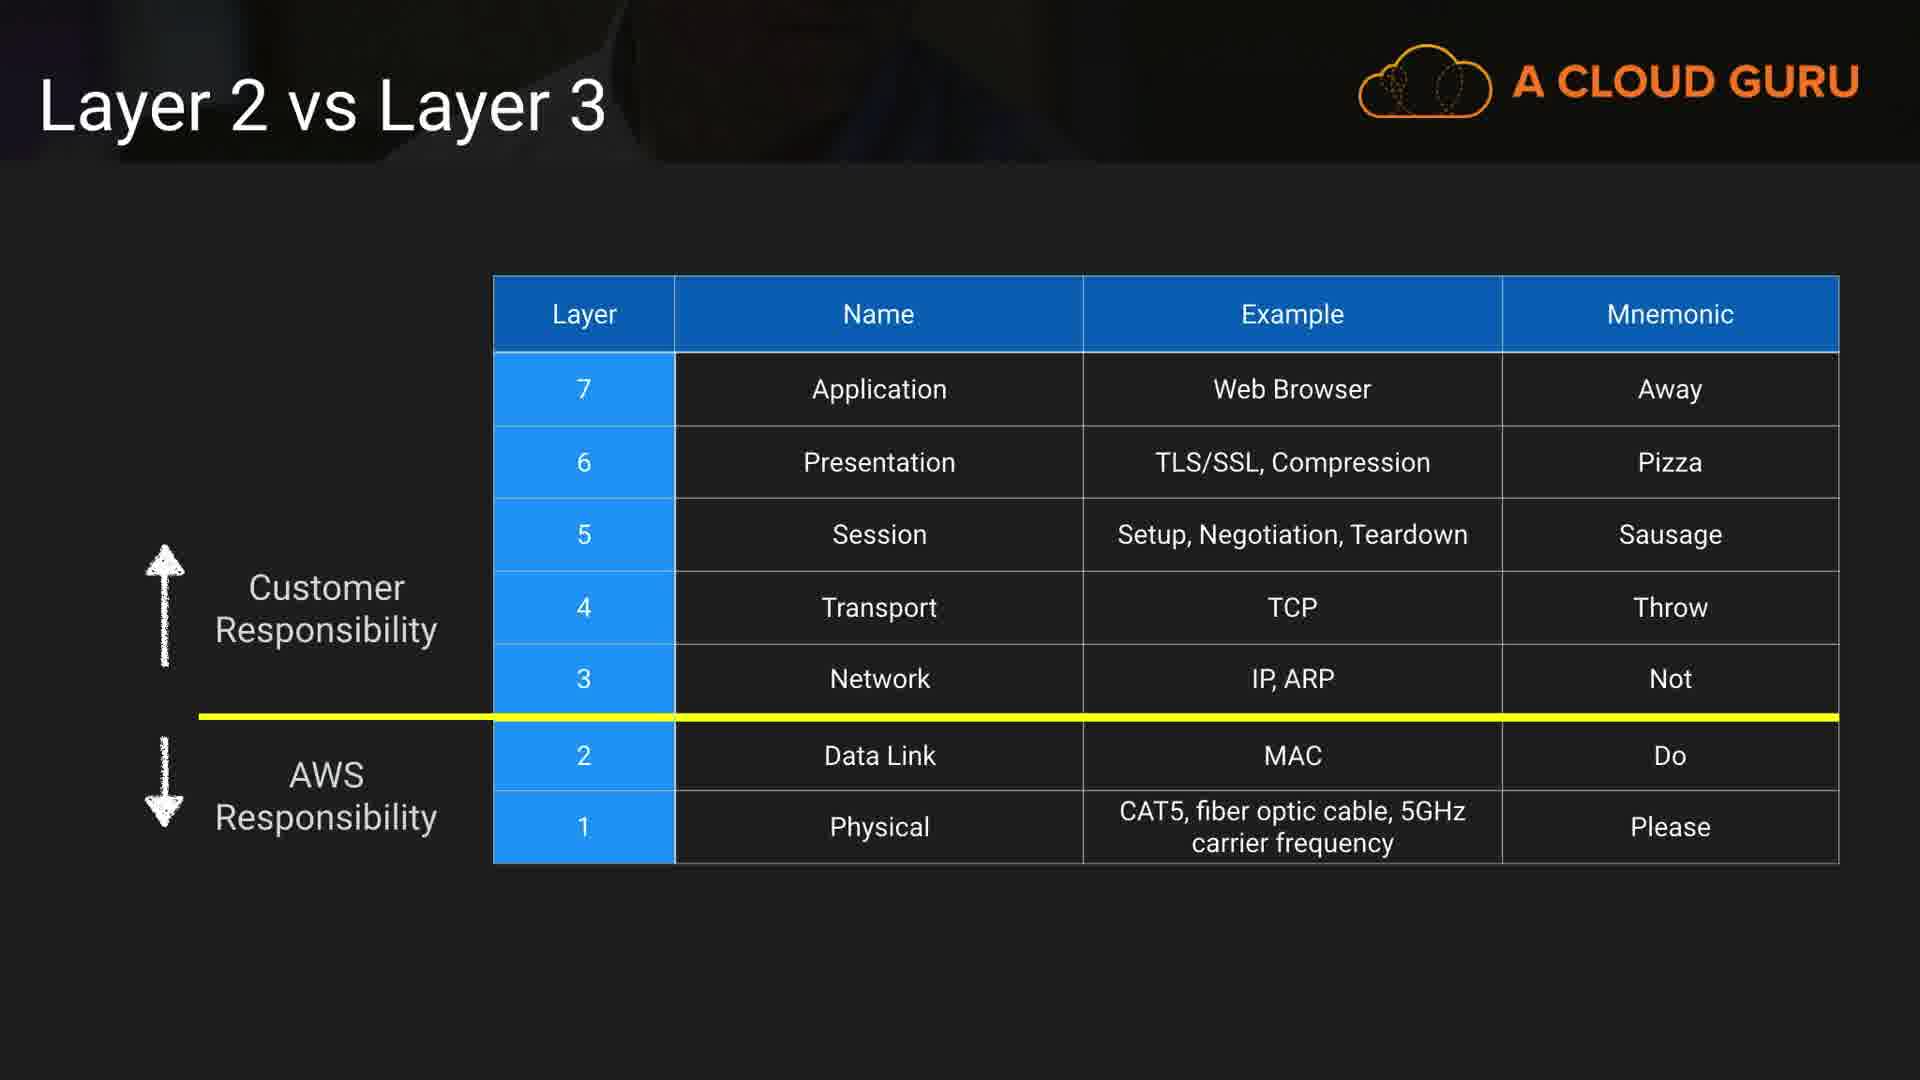 Layer 2 vs Layer 3
A CLOUD GURU
Layer Name Example Mnemonic
7 Application Web Browser Away
6 Presentation TLS/SSL, Compression Pizza
5 Session Setup, Negotiation, Teardown Sausage
4 Transport TCP Throw
3 Network IP, ARP Not
2 Data Link MAC Do
1 Physical CAT5, fiber optic cable, 5GHz
carrier frequency Please
Customer
Responsibility
AWS
Responsibility